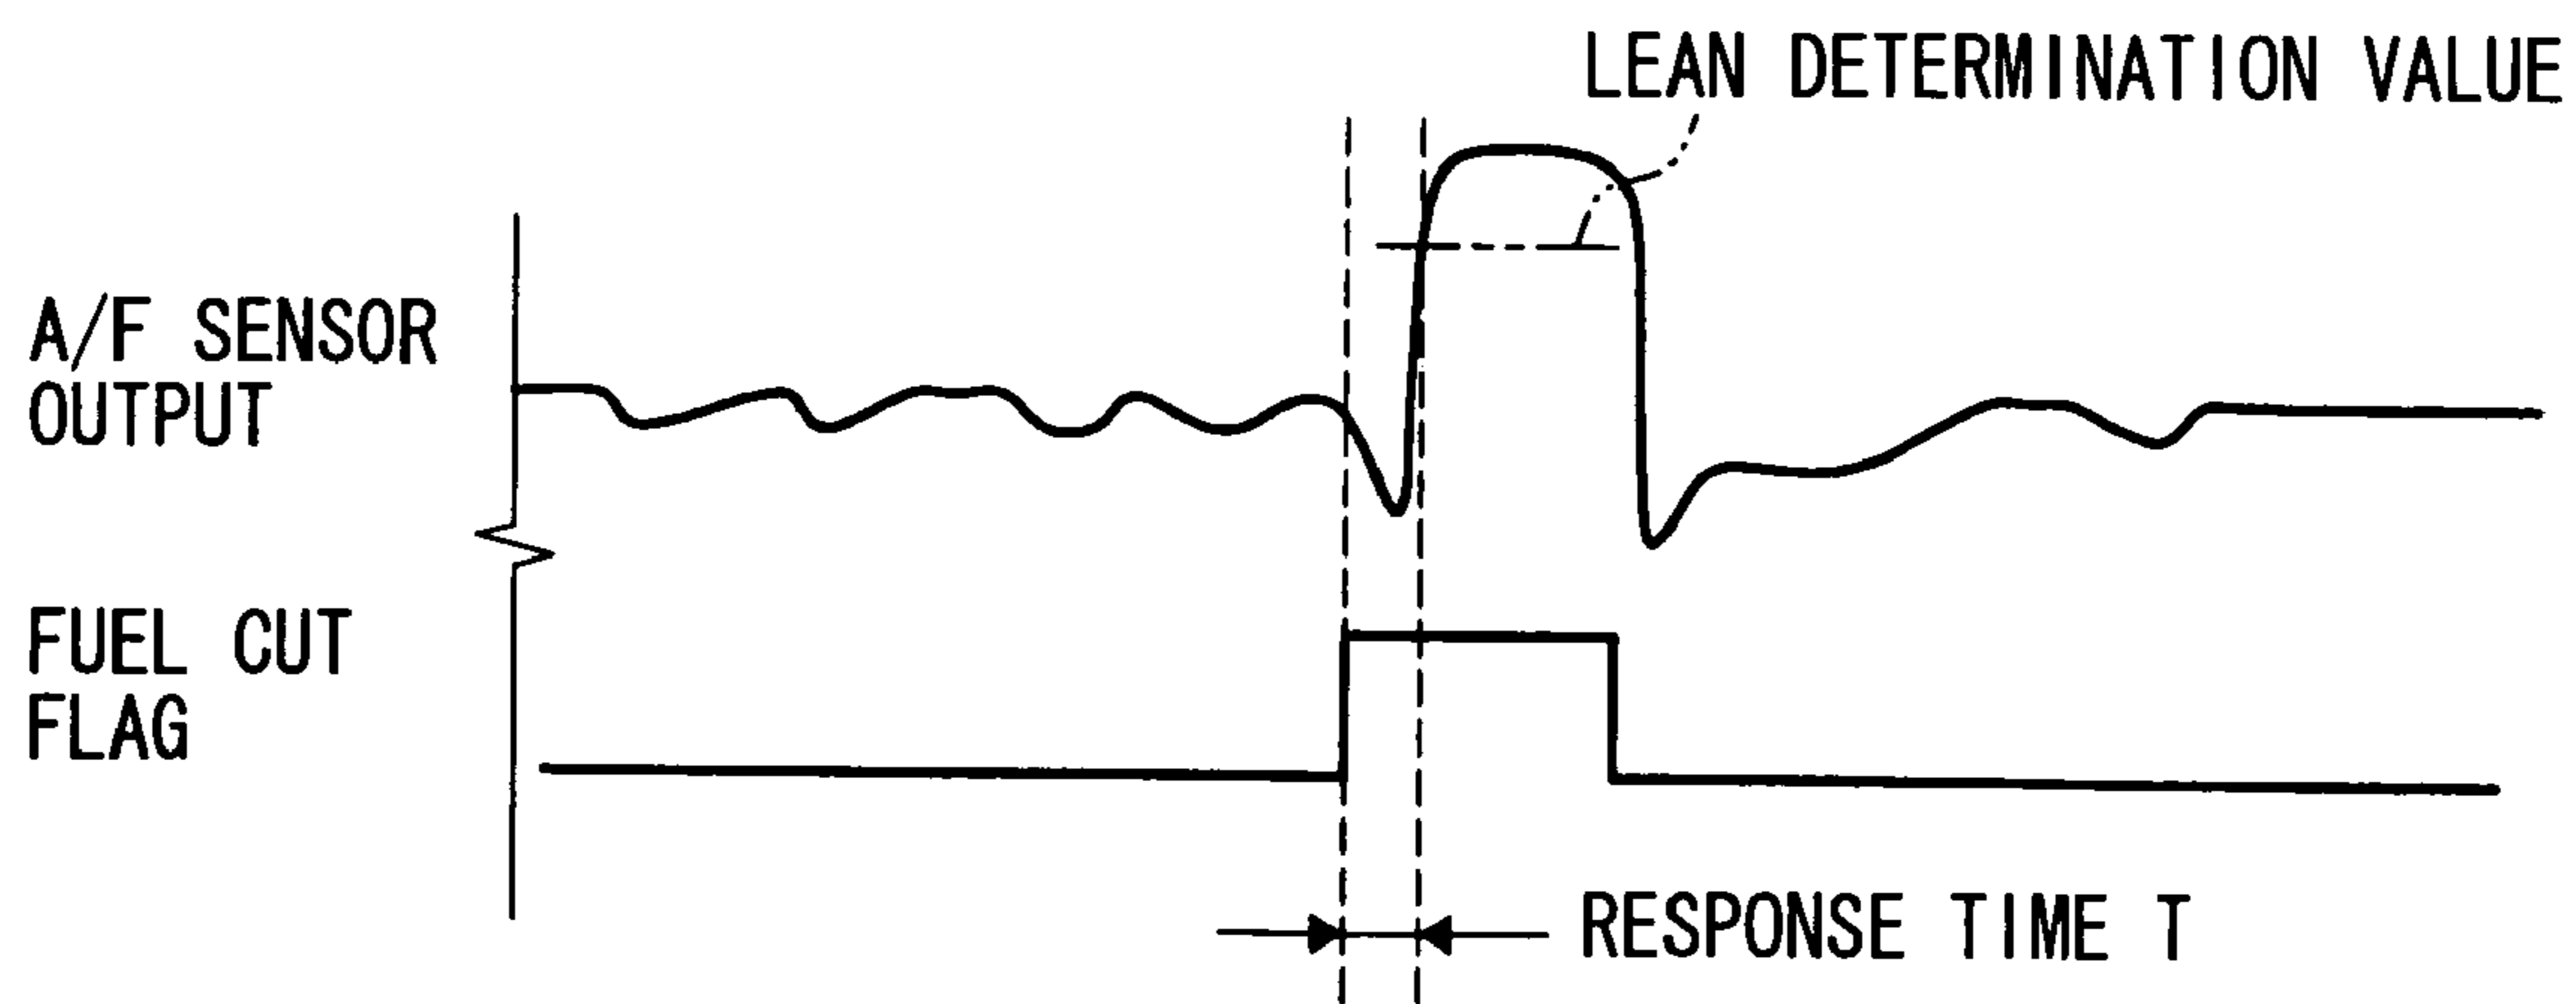 LEAN DETERMINATION VALUE
A/F SENSOR
OUTPUT
FUEL CUT
FLAG
RESPONSE TIME T